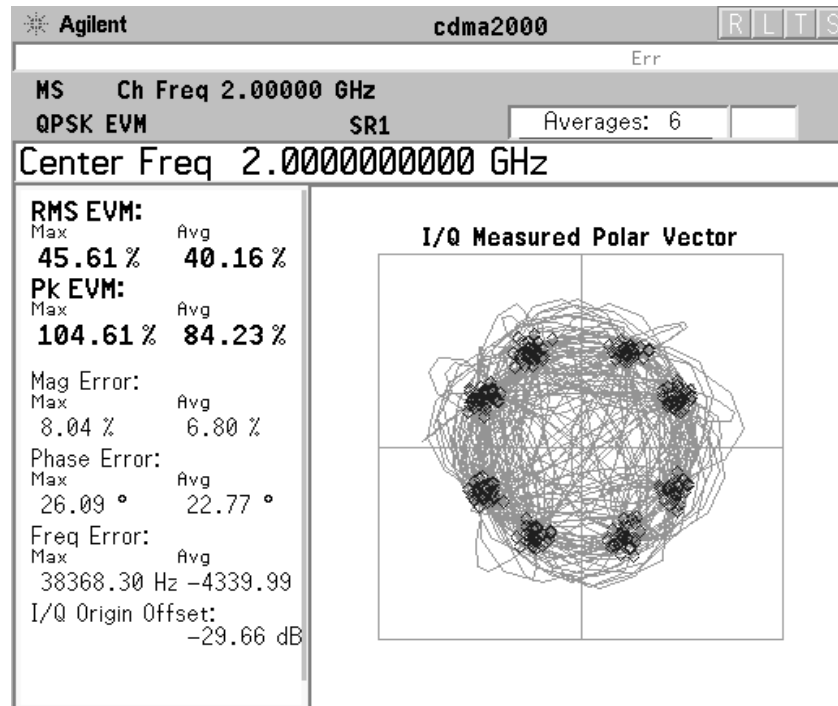 Agilent cdma2000 R L T S
Err
MS Ch Freq 2.00000 GHz
QPSK EVM SR1 Averages: 6
Center Freq 2.0000000000 GHz
RMS EVM:
Max Avg
45.61 % 40.16 %
Pk EVM:
Max Avg
104.61 % 84.23 %
Mag Error:
Max Avg
8.04 % 6.80 %
Phase Error:
Max Avg
26.09 ° 22.77 °
Freq Error:
Max Avg
38368.30 Hz -4339.99
I/Q Origin Offset:
-29.66 dB
I/Q Measured Polar Vector